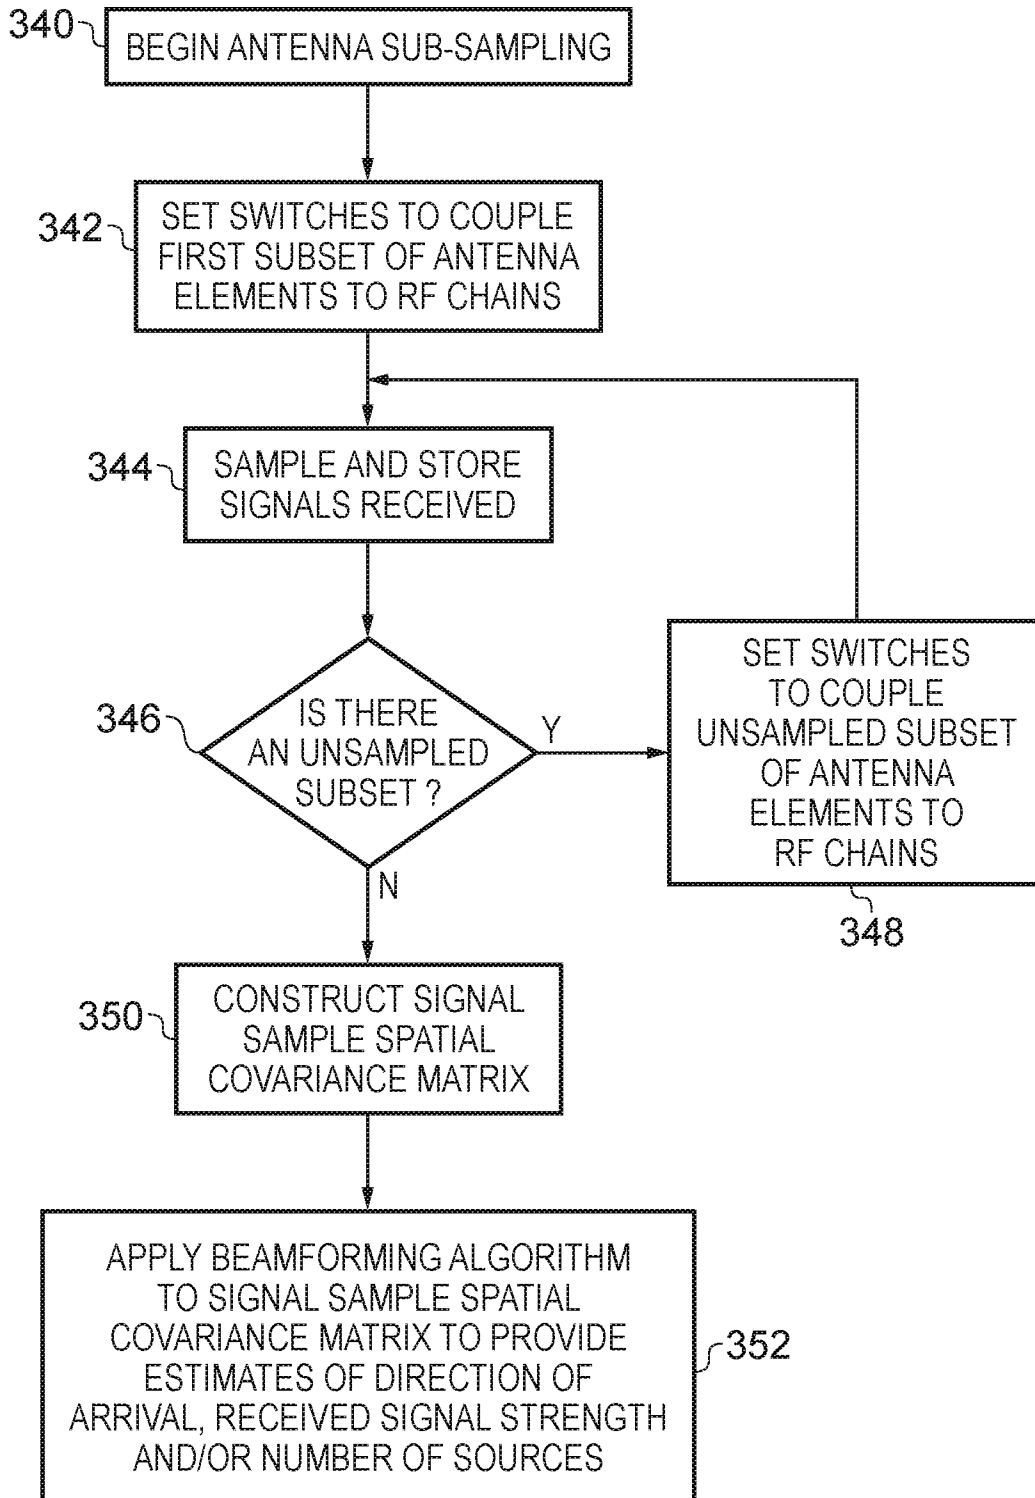 340
BEGIN ANTENNA SUB-SAMPLING
342
SET SWITCHES TO COUPLE
FIRST SUBSET OF ANTENNA
ELEMENTS TO RF CHAINS
344
SAMPLE AND STORE
SIGNALS RECEIVED
346
IS THERE
AN UNSAMPLED
SUBSET ?
Y
N
SET SWITCHES
TO COUPLE
UNSAMPLED SUBSET
OF ANTENNA
ELEMENTS TO
RF CHAINS
348
350
CONSTRUCT SIGNAL
SAMPLE SPATIAL
COVARIANCE MATRIX
APPLY BEAMFORMING ALGORITHM
TO SIGNAL SAMPLE SPATIAL
COVARIANCE MATRIX TO PROVIDE
ESTIMATES OF DIRECTION OF
ARRIVAL, RECEIVED SIGNAL STRENGTH
AND/OR NUMBER OF SOURCES
352